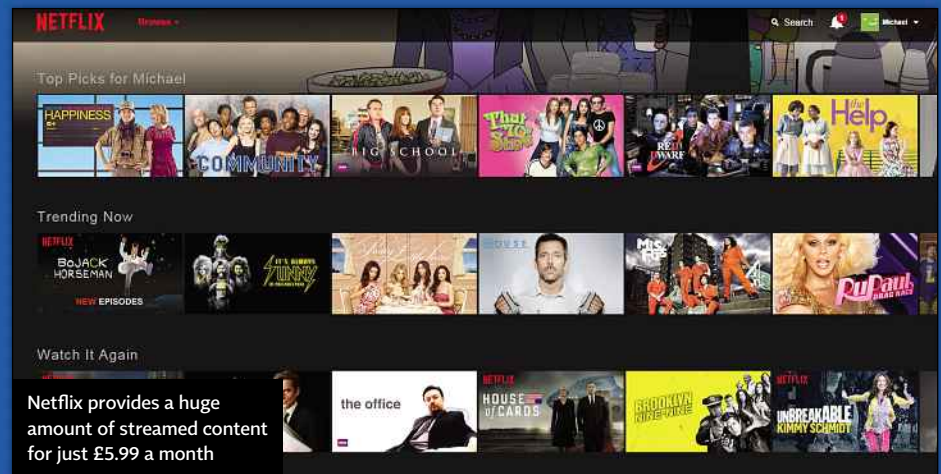 NETFLIX
Browse
Search
1
Michael
Top Picks for Michael
HAPPINESS
COMMUNITY
BIG SCHOOL
That '70s Show
RED DWARF
the Help
Trending Now
NETFLIX
BOJACK
HORSEMAN
NEW EPISODES
IT'S ALWAYS
SUNNY
IN PHILADELPHIA
HOUSE
Misfits
RuPaul's
DRAG RACE
Watch It Again
the office
NETFLIX
HOUSE
of CARDS
BROOKLYN
NINE-NINE
NETFLIX
UNBREAKABLE
KIMMY SCHMIDT
Netflix provides a huge
amount of streamed content
for just £5.99 a month